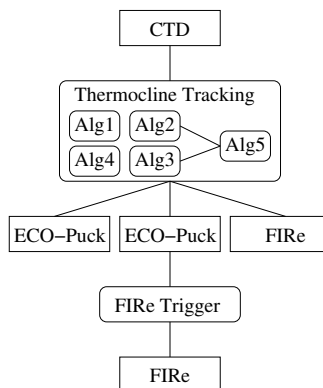 CTD
Thermocline Tracking
Alg1 Alg2
Alg5
Alg4 Alg3
ECO−Puck ECO−Puck FIRe
FIRe Trigger
FIRe